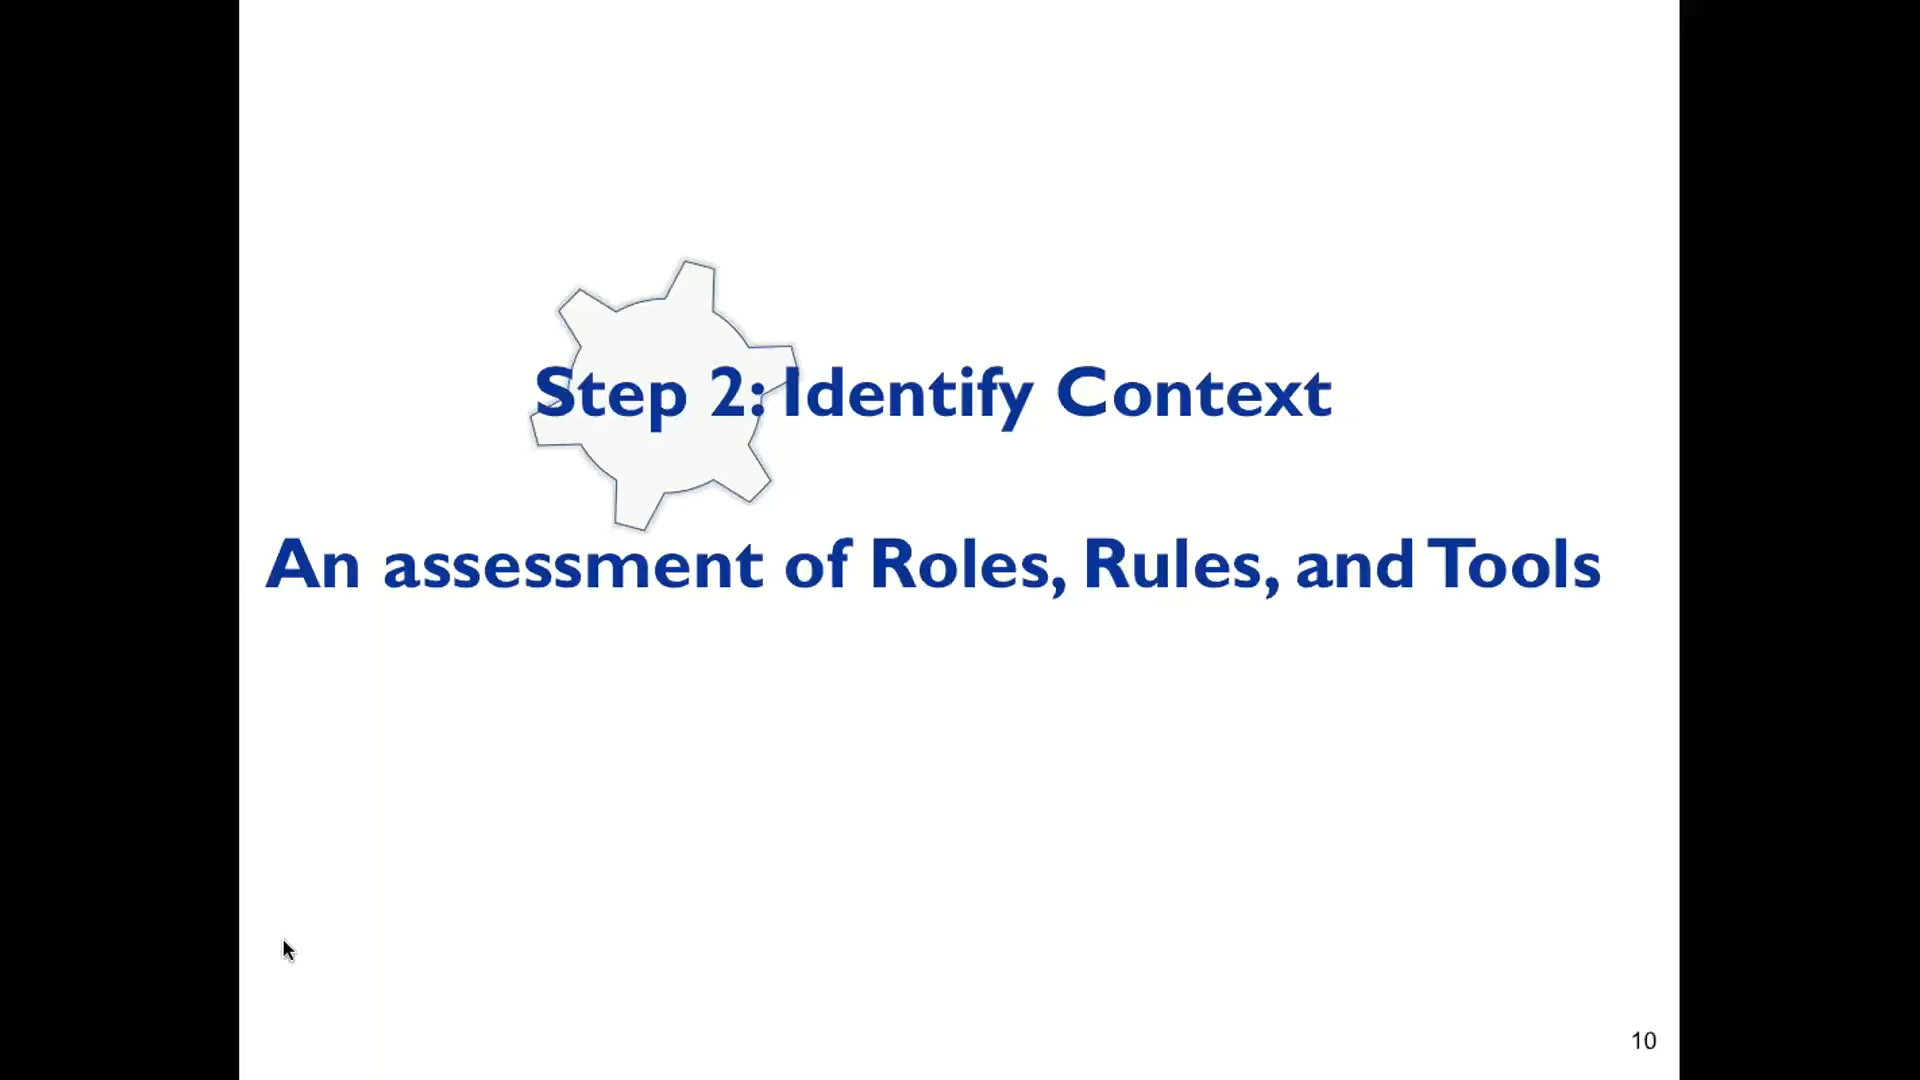 Step 2: Identify Context
An assessment of Roles, Rules, and Tools
10